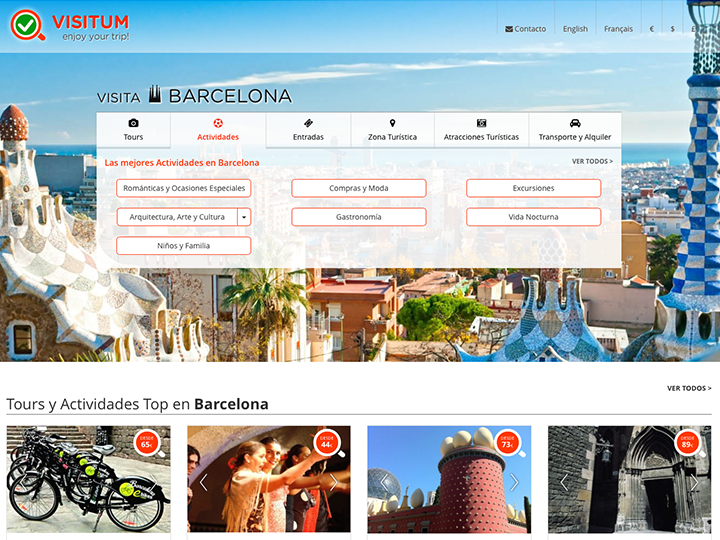 VISITUM
enjoy your trip!
Contacto English Français € $ £
VISITA BARCELONA
Tours Actividades Entradas Zona Turística Atracciones Turísticas Transporte y Alquiler
Las mejores Actividades en Barcelona VER TODOS >
Románticas y Ocasiones Especiales Compras y Moda Excursiones
Arquitectura, Arte y Cultura Gastronomía Vida Nocturna
Niños y Familia
VER TODOS >
Tours y Actividades Top en Barcelona
DESDE DESDE DESDE DESDE
65€ 44€ 73€ 89€